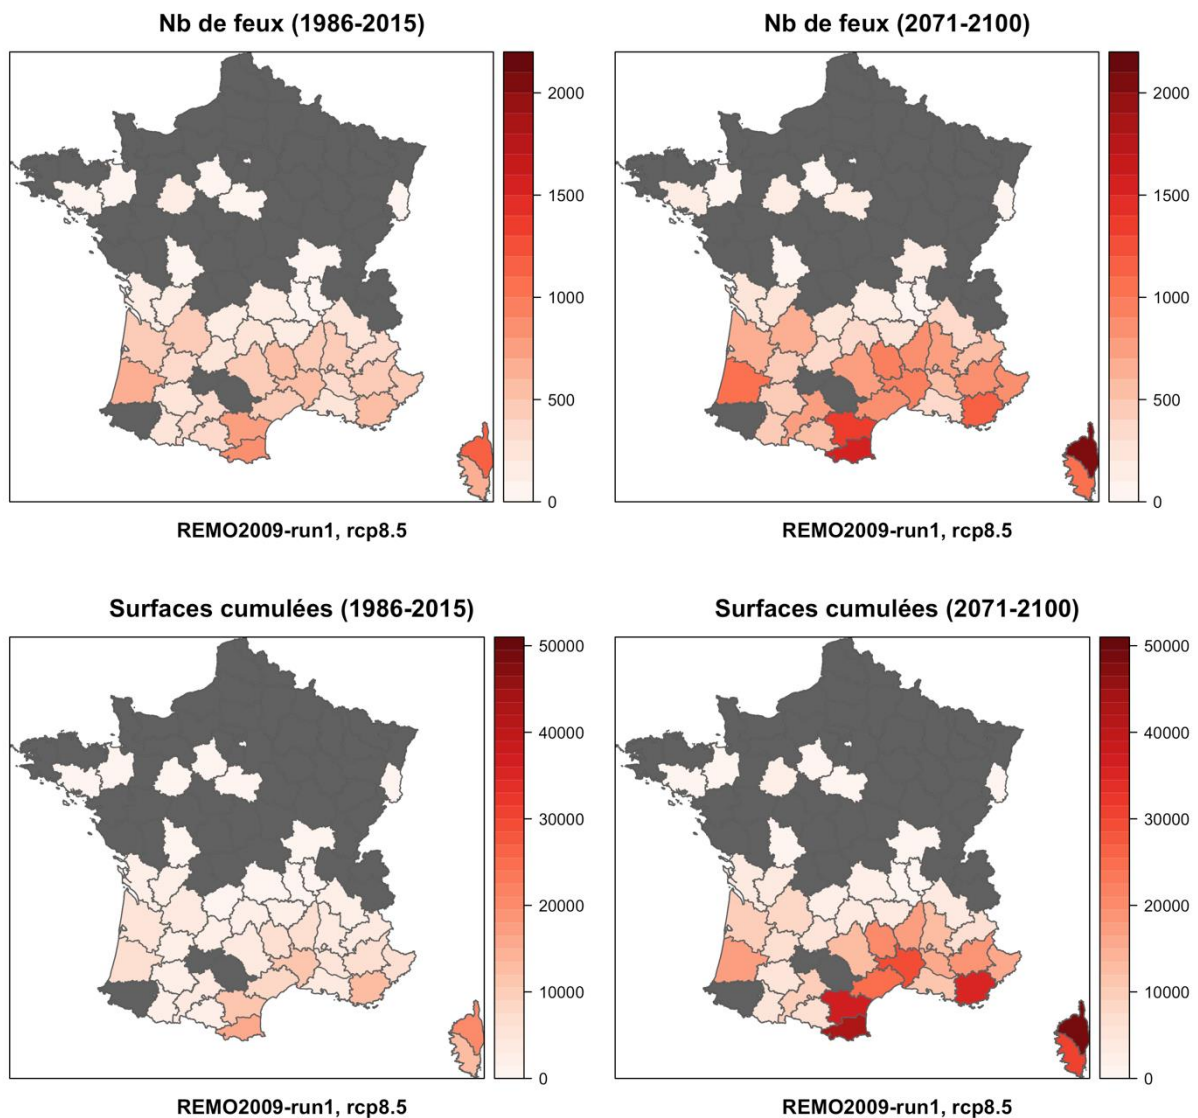 Nb de feux (1986-2015)
2000
1500
1000
500
0
REMO2009-run1, rcp8.5
Nb de feux (2071-2100)
2000
1500
1000
500
0
REMO2009-run1, rcp8.5
Surfaces cumulées (1986-2015)
50000
40000
30000
20000
10000
0
REMO2009-run1, rcp8.5
Surfaces cumulées (2071-2100)
50000
40000
30000
20000
10000
0
REMO2009-run1, rcp8.5